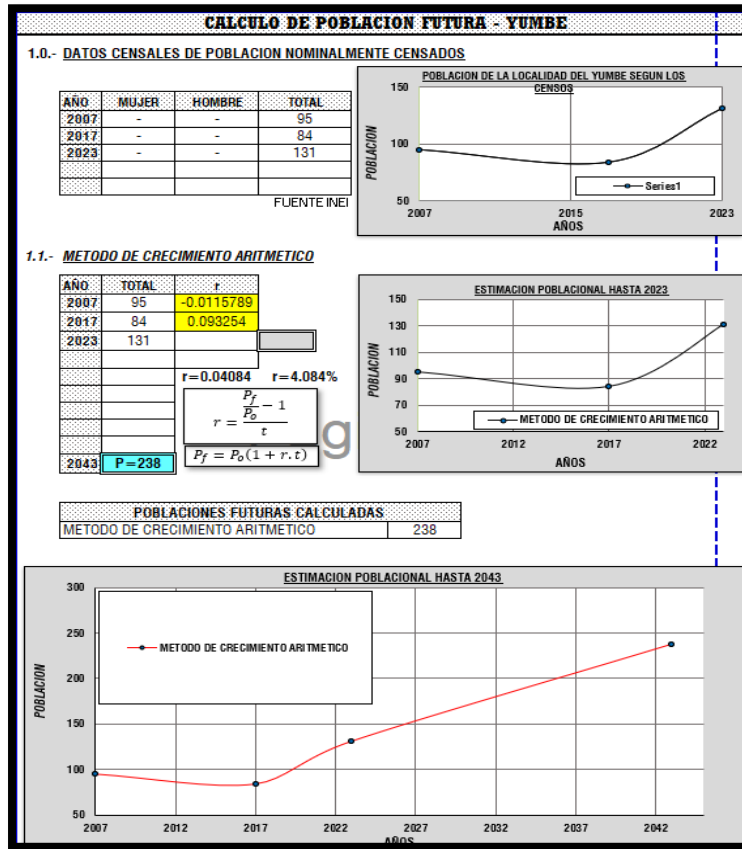 CALCULO DE POBLACION FUTURA - YUMBE
1.0.- DATOS CENSALES DE POBLACION NOMINALMENTE CENSADOS
AÑO MUJER HOMBRE TOTAL
2007 - - 95
2017 - - 84
2023 - - 131
FUENTE INEI
POBLACION DE LA LOCALIDAD DEL YUMBE SEGUN LOS
CENSOS
150
100
50
POBLACION
Series1
2007 2015 2023
AÑOS
1.1.- METODO DE CRECIMIENTO ARITMETICO
AÑO TOTAL r
2007 95 -0.0115789
2017 84 0.093254
2023 131
r=0.04084 r=4.084%
r = (P_f/P_o − 1)/t
P_f = P_o(1 + r.t)
g
2043 P=238
ESTIMACION POBLACIONAL HASTA 2023
150
130
110
90
70
50
POBLACION
METODO DE CRECIMIENTO ARITMETICO
2007 2012 2017 2022
AÑOS
POBLACIONES FUTURAS CALCULADAS
METODO DE CRECIMIENTO ARITMETICO 238
ESTIMACION POBLACIONAL HASTA 2043
300
250
200
150
100
50
POBLACION
METODO DE CRECIMIENTO ARITMETICO
2007 2012 2017 2022 2027 2032 2037 2042
AÑOS